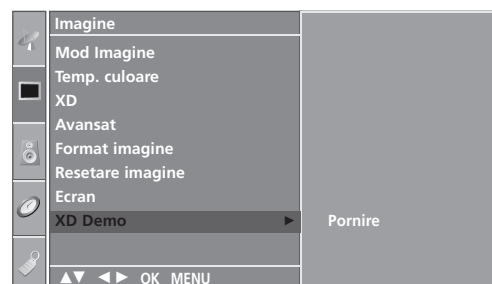 Imagine
Mod Imagine
Temp. culoare
XD
Avansat
Format imagine
Resetare imagine
Ecran
XD Demo ► Pornire
▲▼ ◄► OK MENU